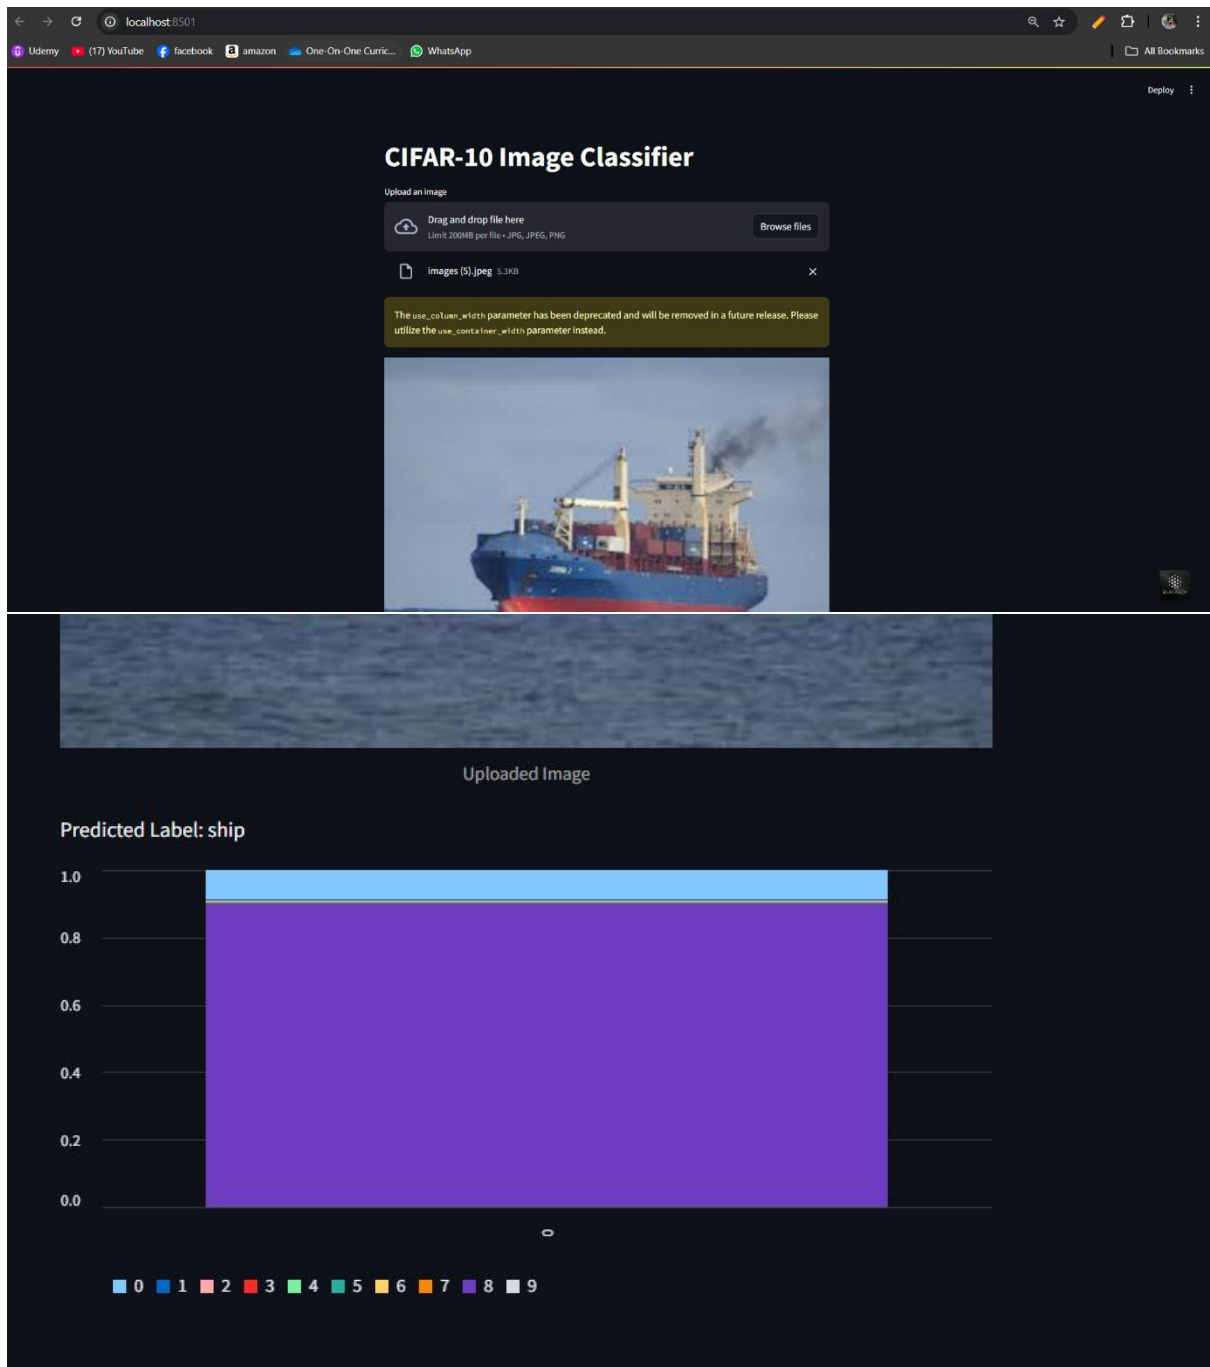 localhost:8501
Udemy (17) YouTube facebook amazon One-On-One Curric... WhatsApp All Bookmarks
Deploy
CIFAR-10 Image Classifier
Upload an image
Drag and drop file here
Limit 200MB per file • JPG, JPEG, PNG
Browse files
images (5).jpeg 5.3KB
The use_column_width parameter has been deprecated and will be removed in a future release. Please
utilize the use_container_width parameter instead.
Uploaded Image
Predicted Label: ship
1.0
0.8
0.6
0.4
0.2
0.0
0
0 1 2 3 4 5 6 7 8 9